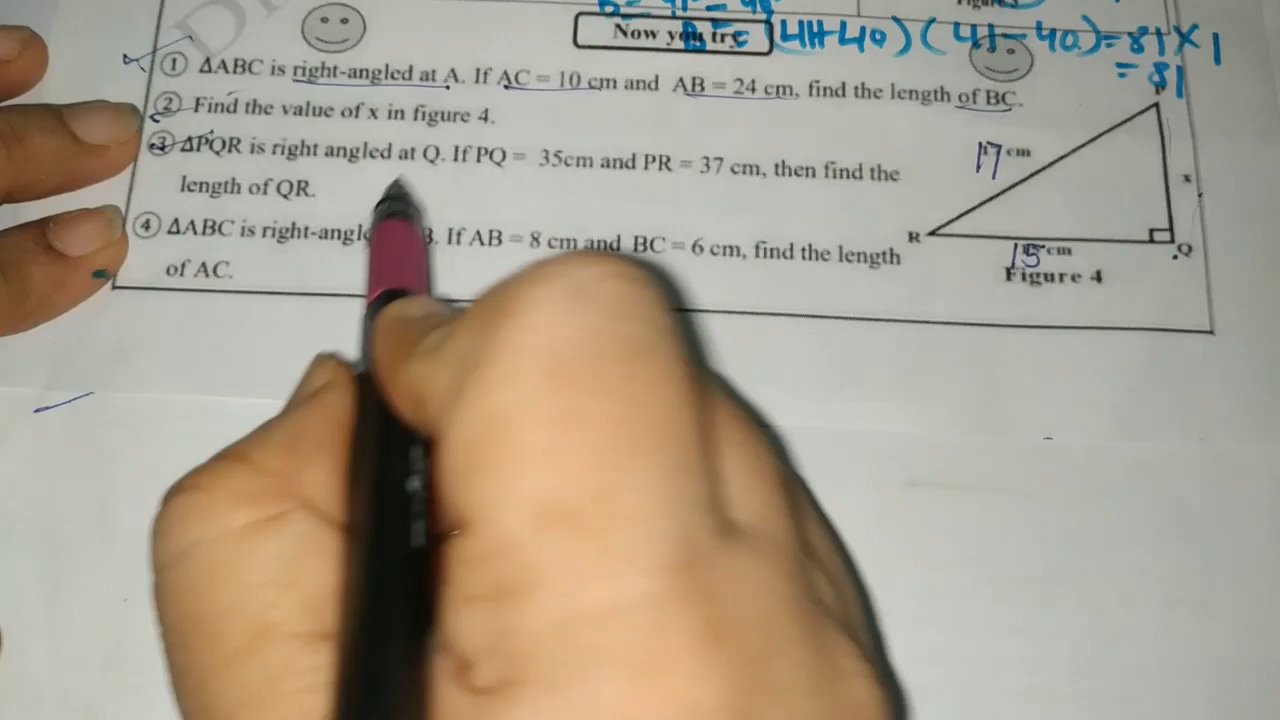 Now you try (41+40)(41-40)=81×1
=81
① ΔABC is right-angled at A. If AC = 10 cm and AB = 24 cm, find the length of BC.
② Find the value of x in figure 4.
③ ΔPQR is right angled at Q. If PQ = 35cm and PR = 37 cm, then find the
length of QR.
④ ΔABC is right-angle B. If AB = 8 cm and BC = 6 cm, find the length
of AC.
17 cm
x
R
15 cm
Q
Figure 4